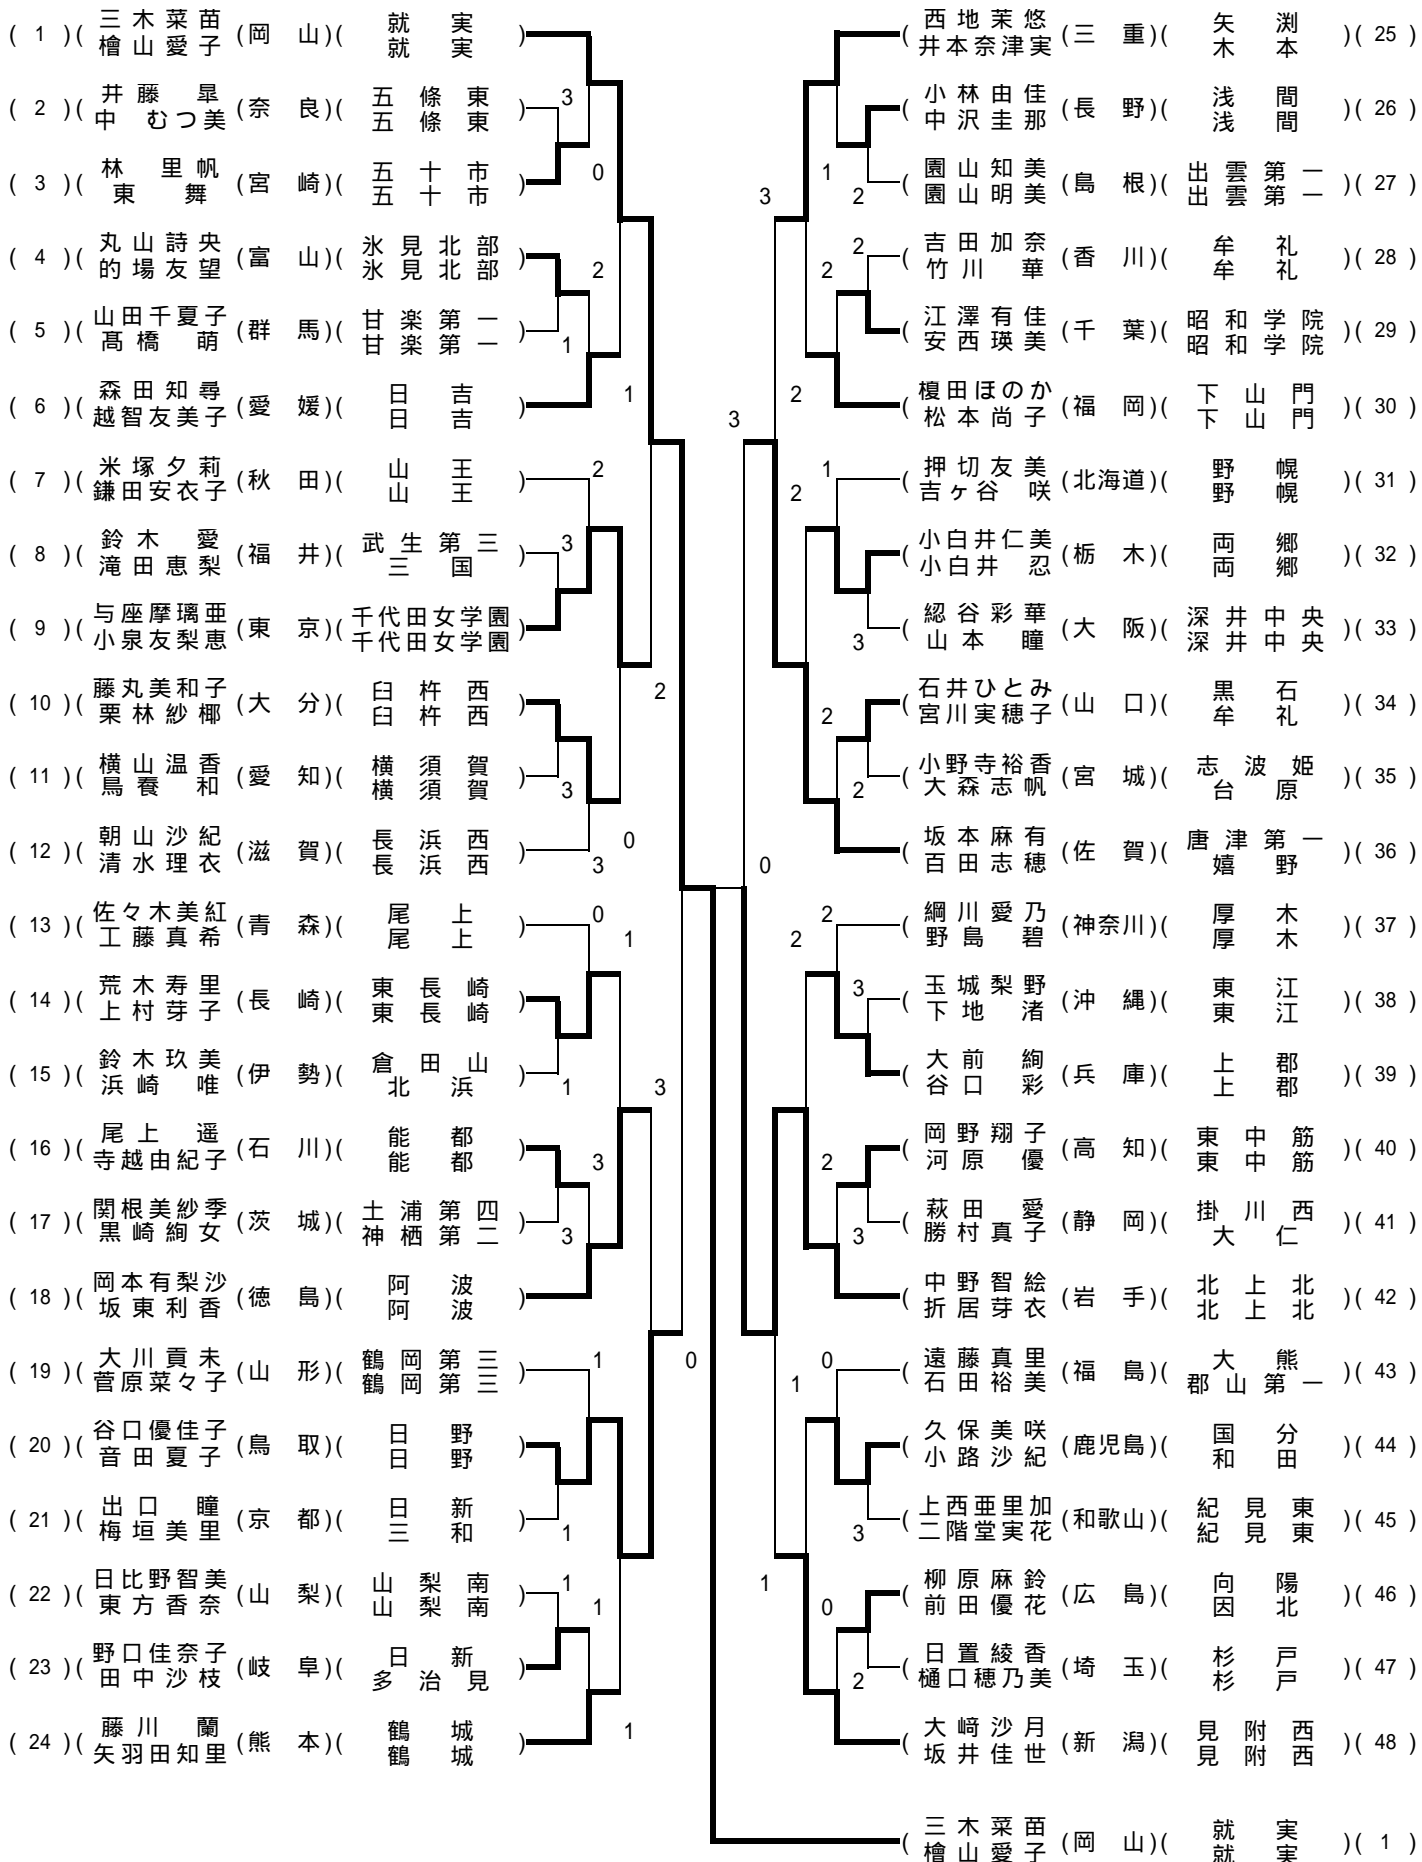 ( 1 )( 三木菜苗 檜山愛子 (岡 山)( 就実 就実 )
( 2 )( 井藤皐 中むつ美 (奈 良)( 五條東 五條東 )
3
( 3 )( 林里帆 東舞 (宮 崎)( 五十市 五十市 )
0
( 4 )( 丸山詩央 的場友望 (富 山)( 氷見北部 氷見北部 )
2
( 5 )( 山田千夏子 髙橋萌 (群 馬)( 甘楽第一 甘楽第一 )
1
( 6 )( 森田知尋 越智友美子 (愛 媛)( 日吉 日吉 )
1
( 7 )( 米塚夕莉 鎌田安衣子 (秋 田)( 山王 山王 )
2
( 8 )( 鈴木愛 滝田恵梨 (福 井)( 武生第三 三国 )
3
( 9 )( 与座摩璃亜 小泉友梨恵 (東 京)( 千代田女学園 千代田女学園 )
( 10 )( 藤丸美和子 栗林紗椰 (大 分)( 臼杵西 臼杵西 )
2
( 11 )( 横山温香 鳥養和 (愛 知)( 横須賀 横須賀 )
3
( 12 )( 朝山沙紀 清水理衣 (滋 賀)( 長浜西 長浜西 )
0
3
( 13 )( 佐々木美紅 工藤真希 (青 森)( 尾上 尾上 )
0
1
( 14 )( 荒木寿里 上村芽子 (長 崎)( 東長崎 東長崎 )
( 15 )( 鈴木玖美 浜崎唯 (伊 勢)( 倉田山 北浜 )
1
3
( 16 )( 尾上遥 寺越由紀子 (石 川)( 能都 能都 )
3
( 17 )( 関根美紗季 黒崎絢女 (茨 城)( 土浦第四 神栖第二 )
3
( 18 )( 岡本有梨沙 坂東利香 (徳 島)( 阿波 阿波 )
( 19 )( 大川貢未 菅原菜々子 (山 形)( 鶴岡第三 鶴岡第三 )
1
0
( 20 )( 谷口優佳子 音田夏子 (鳥 取)( 日野 日野 )
( 21 )( 出口瞳 梅垣美里 (京 都)( 日新 三和 )
1
( 22 )( 日比野智美 東方香奈 (山 梨)( 山梨南 山梨南 )
1
1
( 23 )( 野口佳奈子 田中沙枝 (岐 阜)( 日新 多治見 )
( 24 )( 藤川蘭 矢羽田知里 (熊 本)( 鶴城 鶴城 )
1
( 西地茉悠 井本奈津実 (三 重)( 矢渕 木本 )( 25 )
( 小林由佳 中沢圭那 (長 野)( 浅間 浅間 )( 26 )
1
3
2
( 園山知美 園山明美 (島 根)( 出雲第一 出雲第一 )( 27 )
2
2
( 吉田加奈 竹川華 (香 川)( 牟礼 牟礼 )( 28 )
( 江澤有佳 安西瑛美 (千 葉)( 昭和学院 昭和学院 )( 29 )
2
3
( 榎田ほのか 松本尚子 (福 岡)( 下山門 下山門 )( 30 )
1
2
( 押切友美 吉ヶ谷咲 (北海道)( 野幌 野幌 )( 31 )
( 小白井仁美 小白井忍 (栃 木)( 両郷 両郷 )( 32 )
3
( 綛谷彩華 山本瞳 (大 阪)( 深井中央 深井中央 )( 33 )
2
( 石井ひとみ 宮川実穂子 (山 口)( 黒石 牟礼 )( 34 )
2
( 小野寺裕香 大森志帆 (宮 城)( 志波姫 台原 )( 35 )
0
( 坂本麻有 百田志穂 (佐 賀)( 唐津第一 嬉野 )( 36 )
2
2
( 綱川愛乃 野島碧 (神奈川)( 厚木 厚木 )( 37 )
3
( 玉城梨野 下地渚 (沖 縄)( 東江 東江 )( 38 )
( 大前絢 谷口彩 (兵 庫)( 上郡 上郡 )( 39 )
2
( 岡野翔子 河原優 (高 知)( 東中筋 東中筋 )( 40 )
3
( 萩田愛 勝村真子 (静 岡)( 掛川西 大仁 )( 41 )
( 中野智絵 折居芽衣 (岩 手)( 北上北 北上北 )( 42 )
0
1
( 遠藤真里 石田裕美 (福 島)( 大熊 郡山第一 )( 43 )
( 久保美咲 小路沙紀 (鹿児島)( 国分 和田 )( 44 )
3
( 上西亜里加 二階堂実花 (和歌山)( 紀見東 紀見東 )( 45 )
1
0
( 柳原麻鈴 前田優花 (広 島)( 向陽 因北 )( 46 )
2
( 日置綾香 樋口穂乃美 (埼 玉)( 杉戸 杉戸 )( 47 )
( 大﨑沙月 坂井佳世 (新 潟)( 見附西 見附西 )( 48 )
( 三木菜苗 檜山愛子 (岡 山)( 就実 就実 )( 1 )